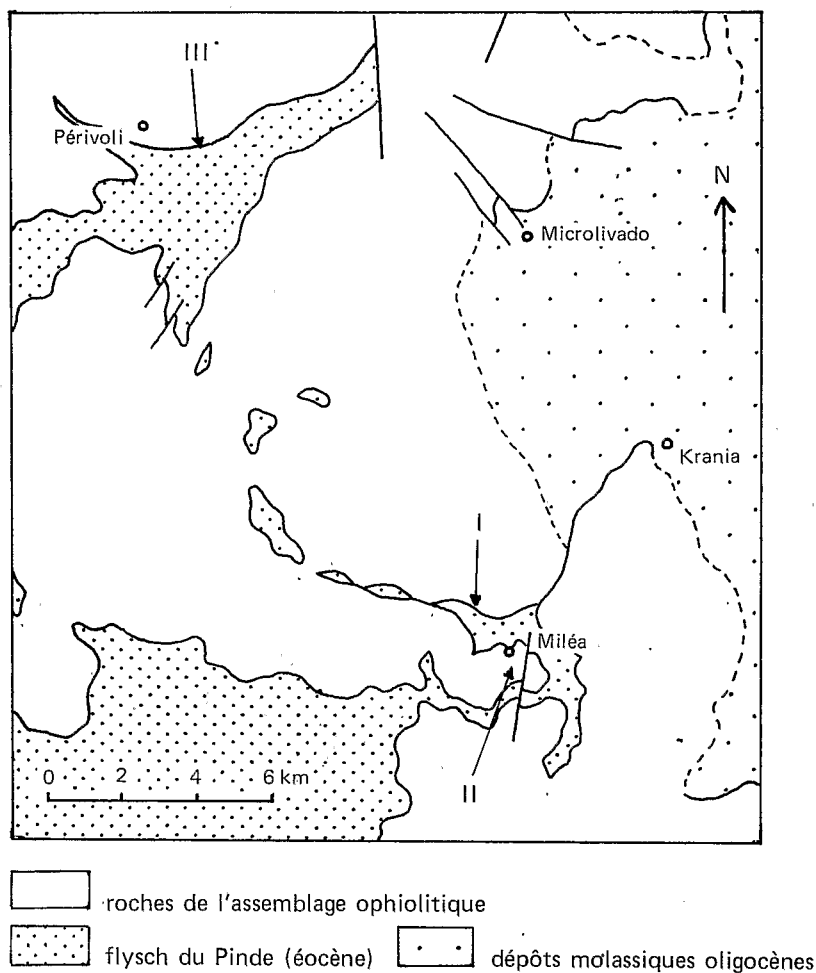 III
Périvoli
N
Microlivado
Krania
I
Miléa
0 2 4 6 km
II
roches de l'assemblage ophiolitique
flysch du Pinde (éocène)
dépôts molassiques oligocènes